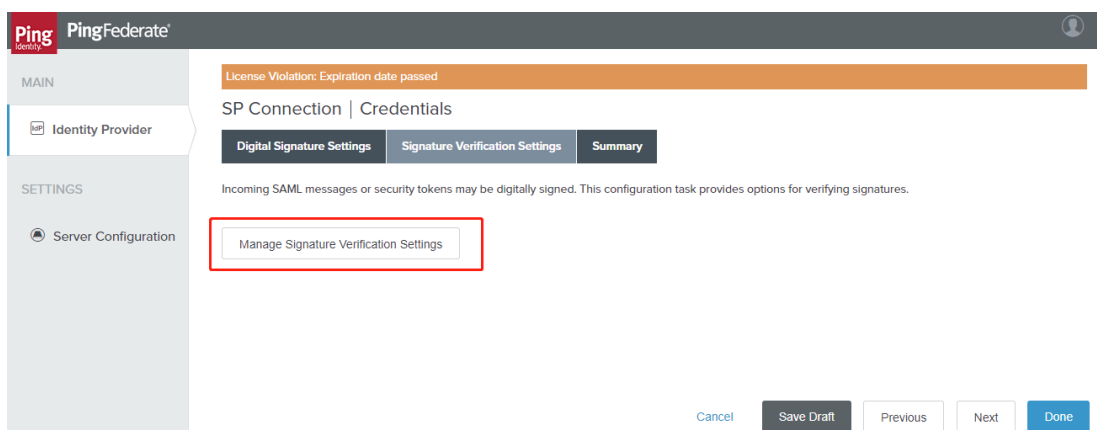 Ping
Identity.
PingFederate®
MAIN
IdP Identity Provider
SETTINGS
Server Configuration
License Violation: Expiration date passed
SP Connection | Credentials
Digital Signature Settings Signature Verification Settings Summary
Incoming SAML messages or security tokens may be digitally signed. This configuration task provides options for verifying signatures.
Manage Signature Verification Settings
Cancel Save Draft Previous Next Done